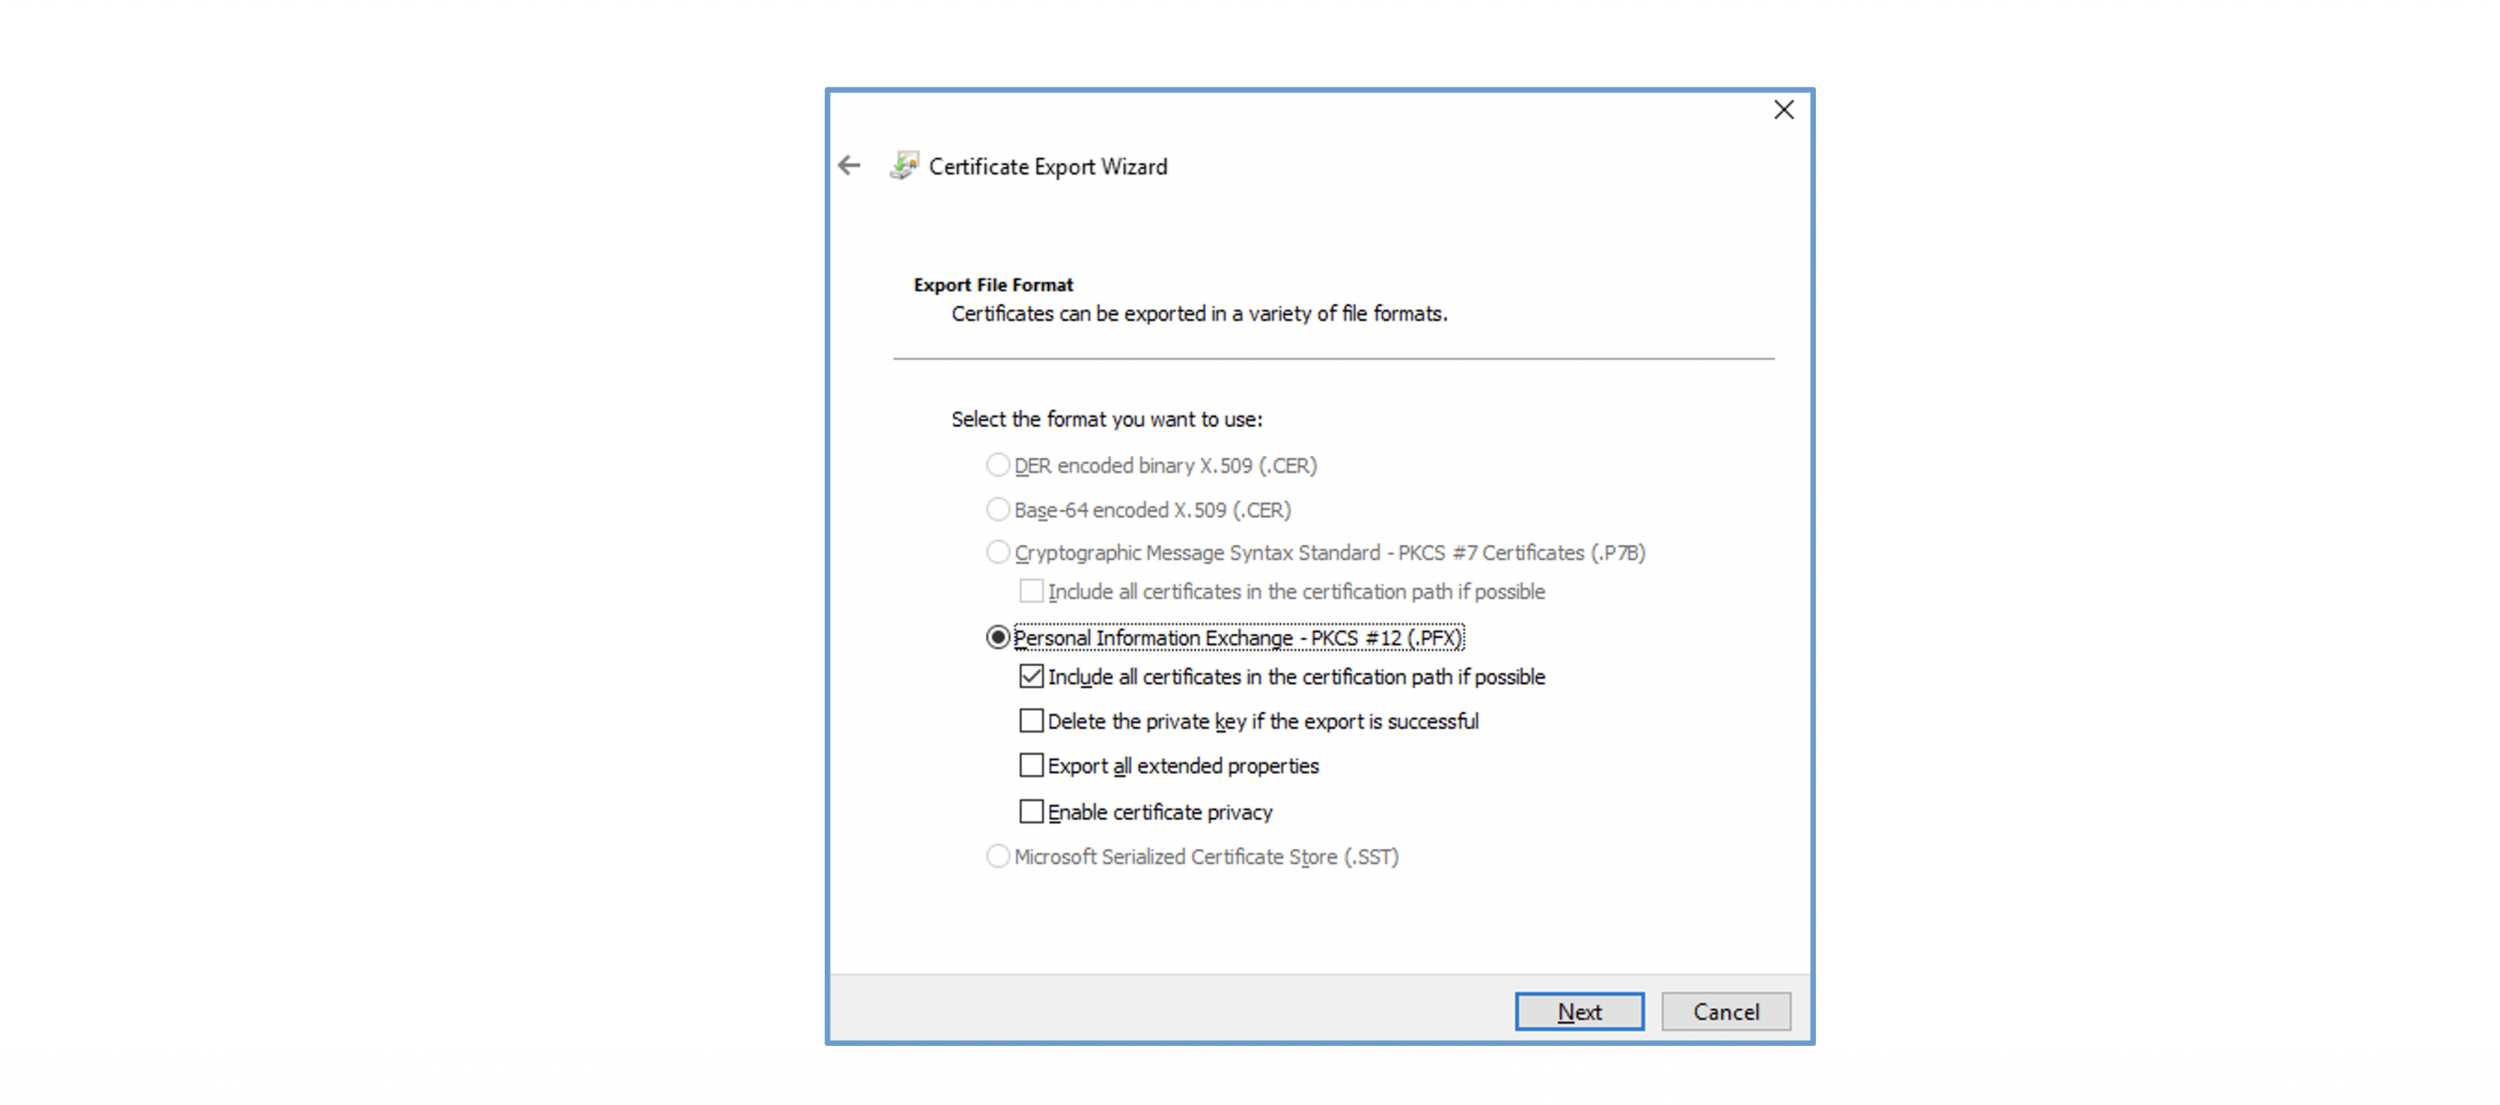 Certificate Export Wizard
Export File Format
Certificates can be exported in a variety of file formats.
Select the format you want to use:
DER encoded binary X.509 (.CER)
Base-64 encoded X.509 (.CER)
Cryptographic Message Syntax Standard - PKCS #7 Certificates (.P7B)
Include all certificates in the certification path if possible
Personal Information Exchange - PKCS #12 (.PFX)
Include all certificates in the certification path if possible
Delete the private key if the export is successful
Export all extended properties
Enable certificate privacy
Microsoft Serialized Certificate Store (.SST)
Next Cancel